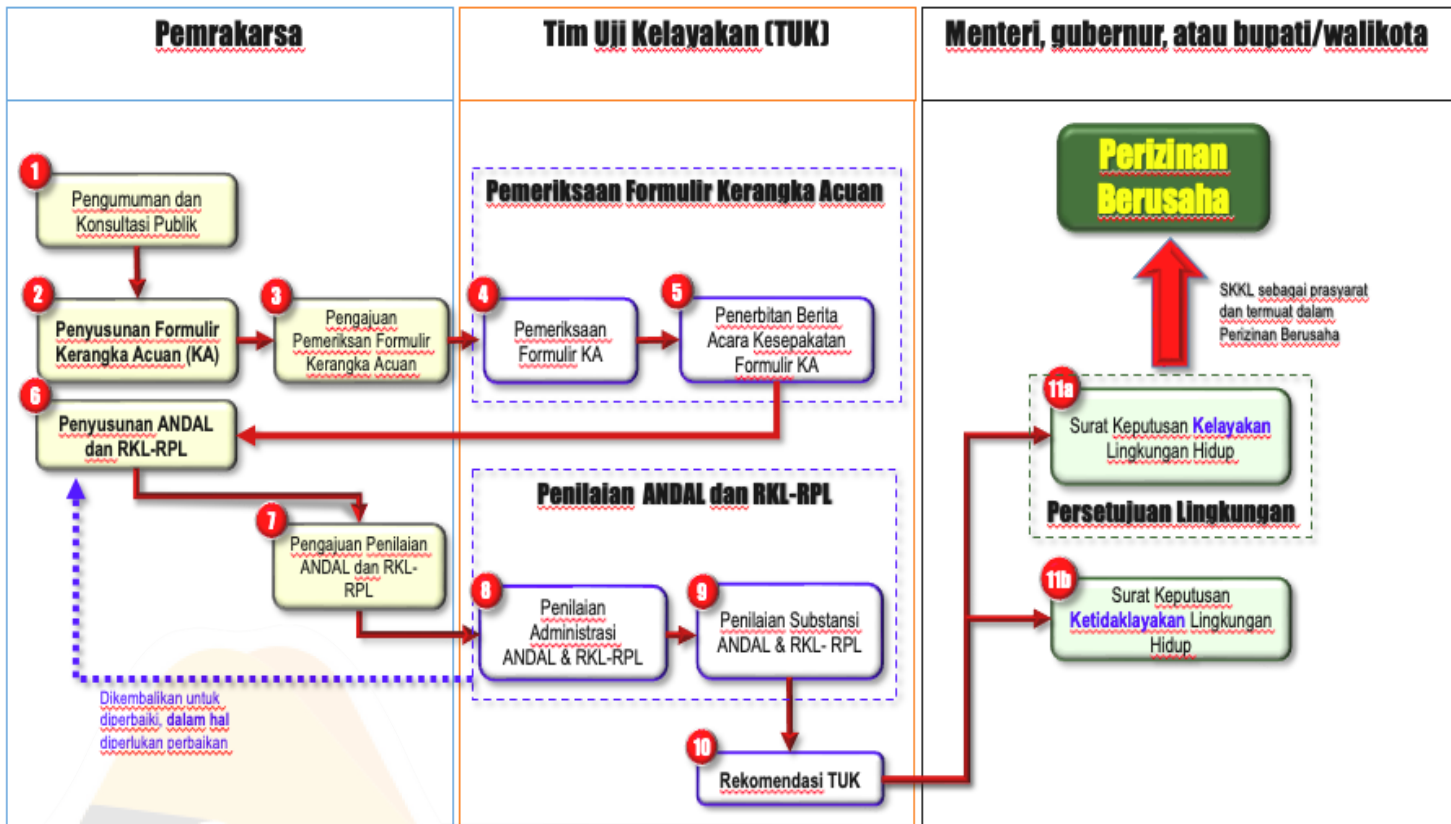 Pemrakarsa
Tim Uji Kelayakan (TUK)
Menteri, gubernur, atau bupati/walikota
1
Pengumuman dan
Konsultasi Publik
2
Penyusunan Formulir
Kerangka Acuan (KA)
3
Pengajuan
Pemeriksan Formulir
Kerangka Acuan
Pemeriksaan Formulir Kerangka Acuan
4
Pemeriksaan
Formulir KA
5
Penerbitan Berita
Acara Kesepakatan
Formulir KA
6
Penyusunan ANDAL
dan RKL-RPL
7
Pengajuan Penilaian
ANDAL dan RKL-
RPL
Dikembalikan untuk
diperbaiki, dalam hal
diperlukan perbaikan
Penilaian ANDAL dan RKL-RPL
8
Penilaian
Administrasi
ANDAL & RKL-RPL
9
Penilaian Substansi
ANDAL & RKL- RPL
10
Rekomendasi TUK
Perizinan
Berusaha
SKKL sebagai prasyarat
dan termuat dalam
Perizinan Berusaha
11a
Surat Keputusan Kelayakan
Lingkungan Hidup
Persetujuan Lingkungan
11b
Surat Keputusan
Ketidaklayakan Lingkungan
Hidup